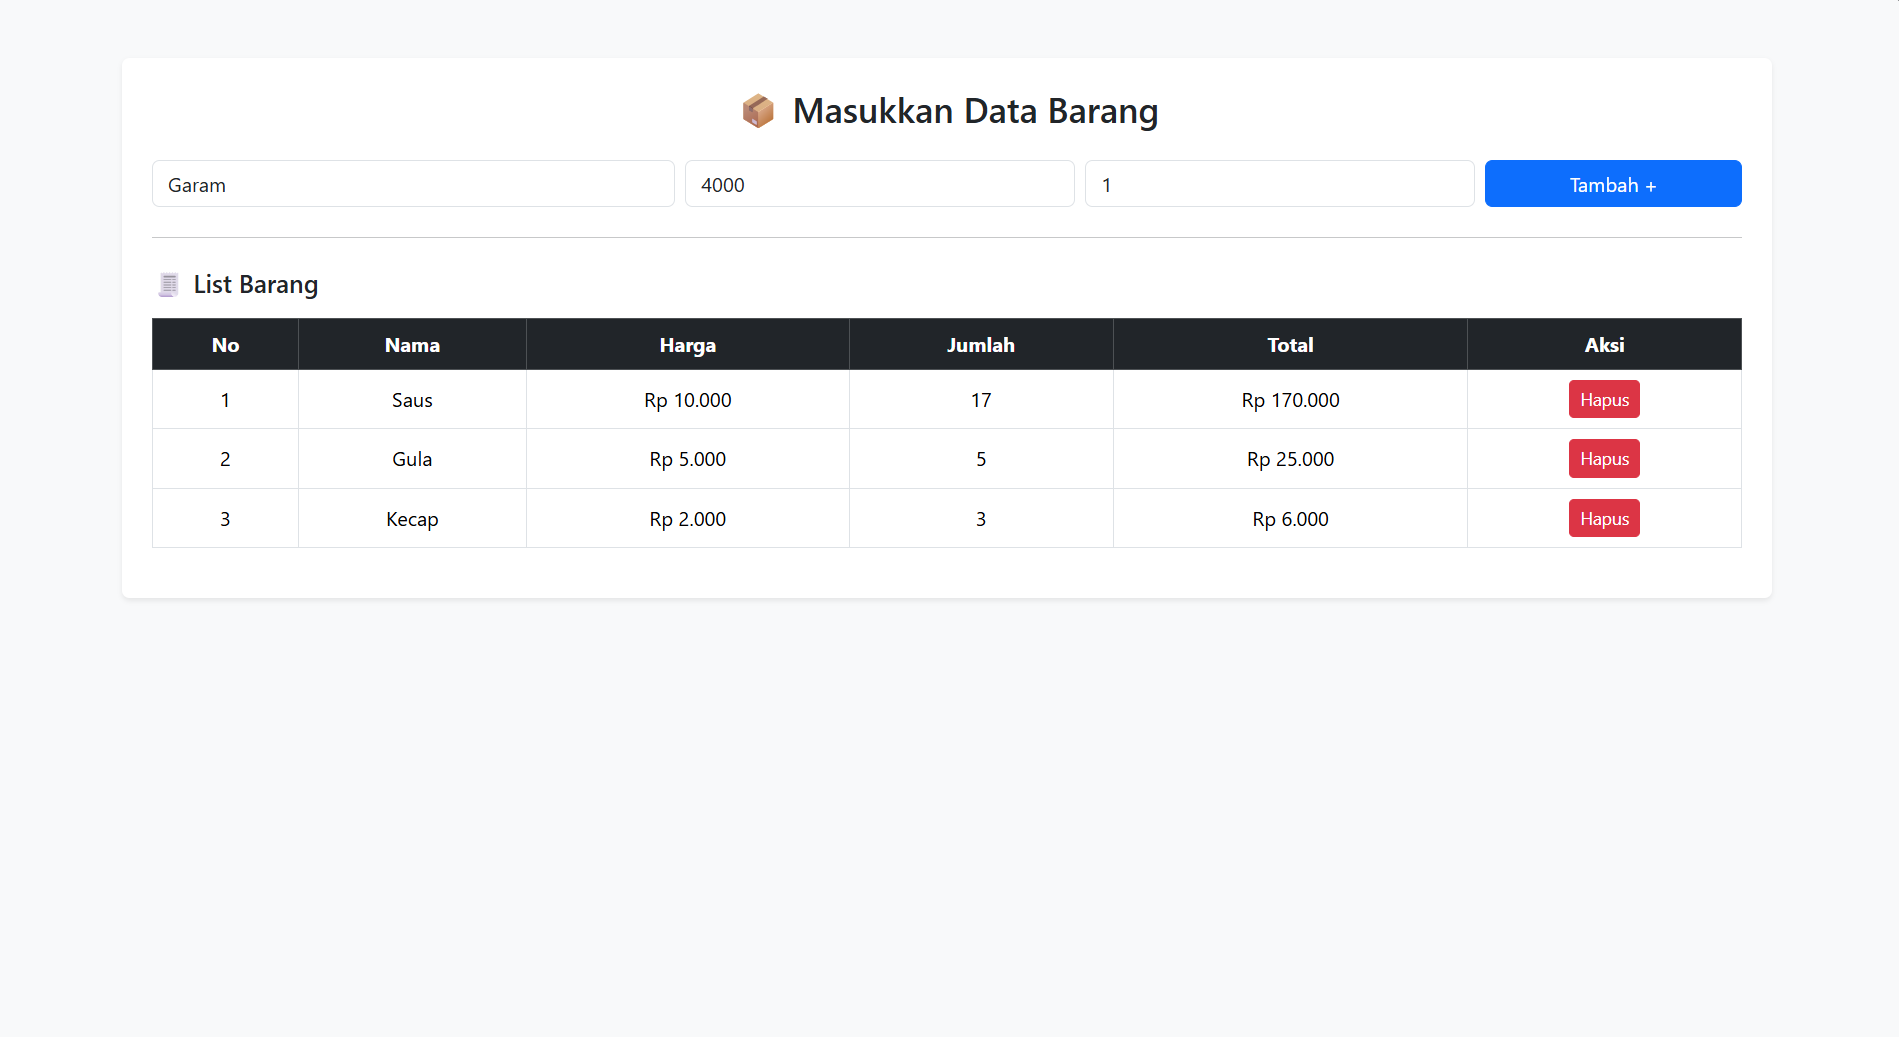 📦 Masukkan Data Barang
Garam 4000 1 Tambah +
🧾 List Barang
No Nama Harga Jumlah Total Aksi
1 Saus Rp 10.000 17 Rp 170.000 Hapus
2 Gula Rp 5.000 5 Rp 25.000 Hapus
3 Kecap Rp 2.000 3 Rp 6.000 Hapus